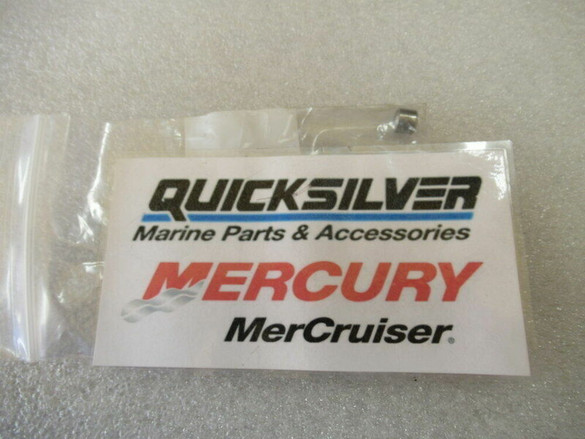 QUICKSILVER
Marine Parts & Accessories
MERCURY
MerCruiser®